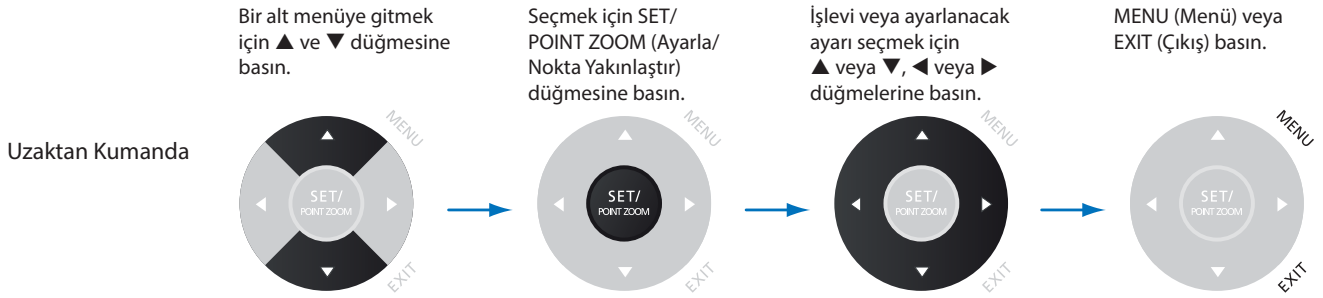 Bir alt menüye gitmek
için ▲ ve ▼ düğmesine
basın.
Seçmek için SET/
POINT ZOOM (Ayarla/
Nokta Yakınlaştır)
düğmesine basın.
İşlevi veya ayarlanacak
ayarı seçmek için
▲ veya ▼, ◀ veya ▶
düğmelerine basın.
MENU (Menü) veya
EXIT (Çıkış) basın.
Uzaktan Kumanda
MENU
SET/
POINT ZOOM
EXIT
MENU
SET/
POINT ZOOM
EXIT
MENU
SET/
POINT ZOOM
EXIT
MENU
SET/
POINT ZOOM
EXIT